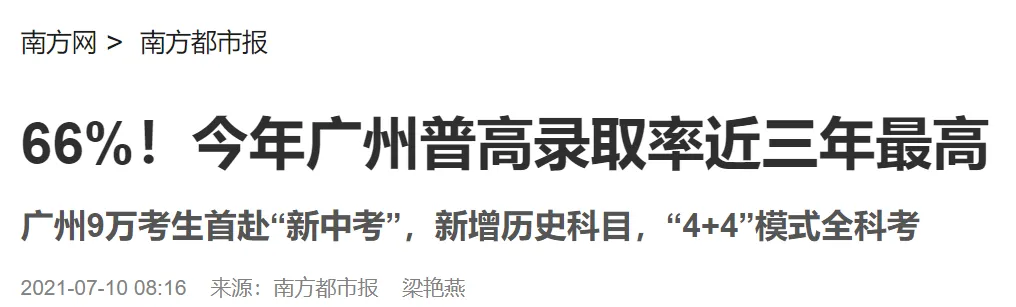 南方网 > 南方都市报
66%！今年广州普高录取率近三年最高
广州9万考生首赴“新中考”，新增历史科目，“4+4”模式全科考
2021-07-10 08:16 来源：南方都市报 梁艳燕